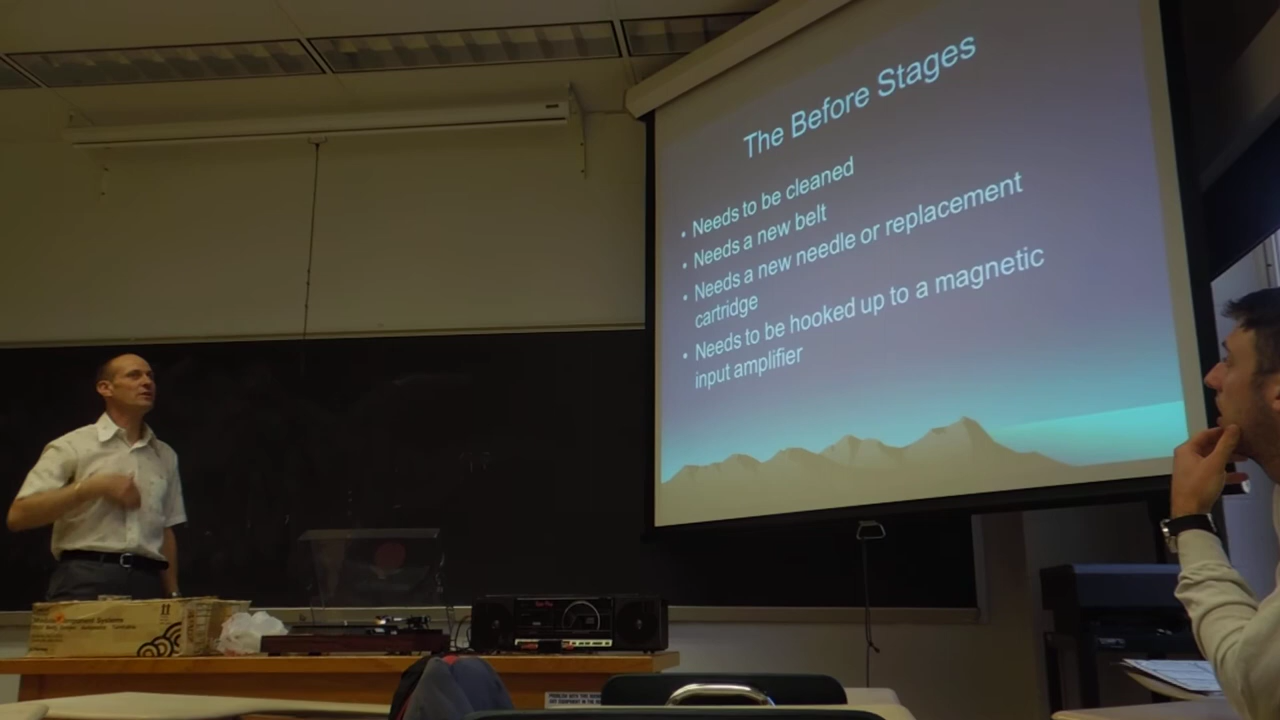 The Before Stages
• Needs to be cleaned
• Needs a new belt
• Needs a new needle or replacement
cartridge
• Needs to be hooked up to a magnetic
input amplifier